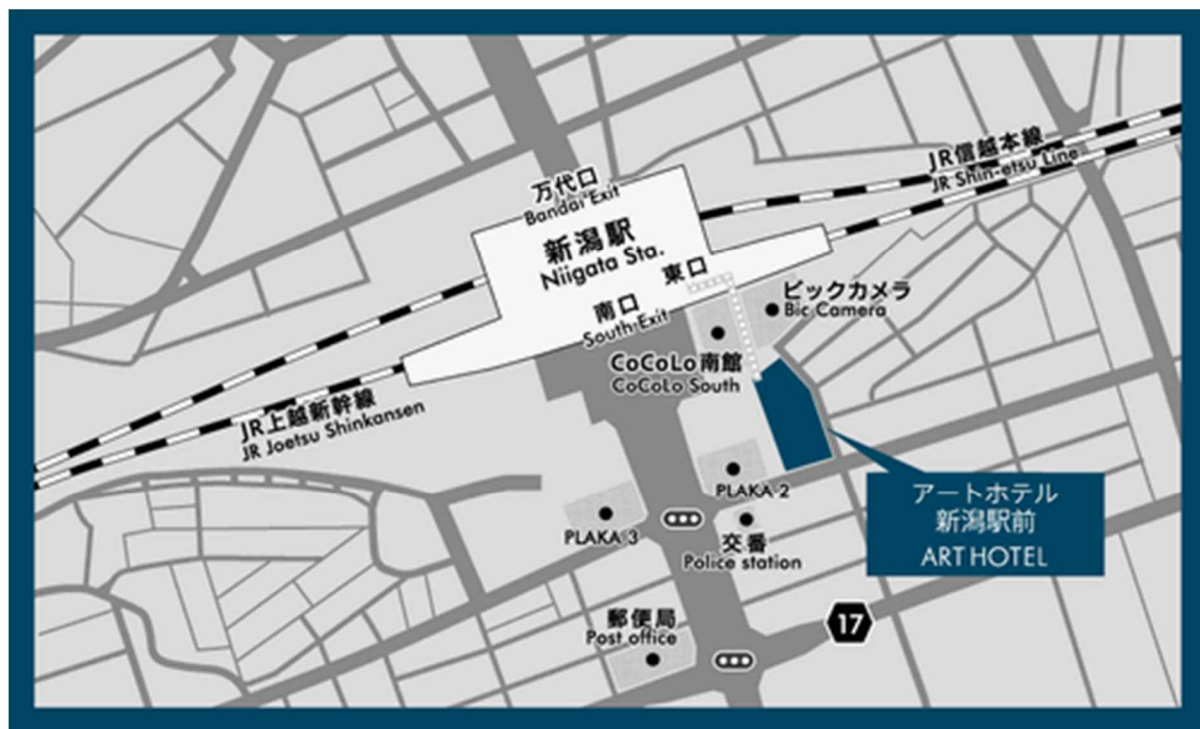 JR信越本線
JR Shin-etsu Line
万代口
Bandai Exit
新潟駅
Niigata Sta.
東口
南口
South Exit
ビックカメラ
Bic Camera
CoCoLo南館
CoCoLo South
JR上越新幹線
JR Joetsu Shinkansen
PLAKA 2
アートホテル
新潟駅前
ART HOTEL
PLAKA 3
交番
Police station
郵便局
Post office
17